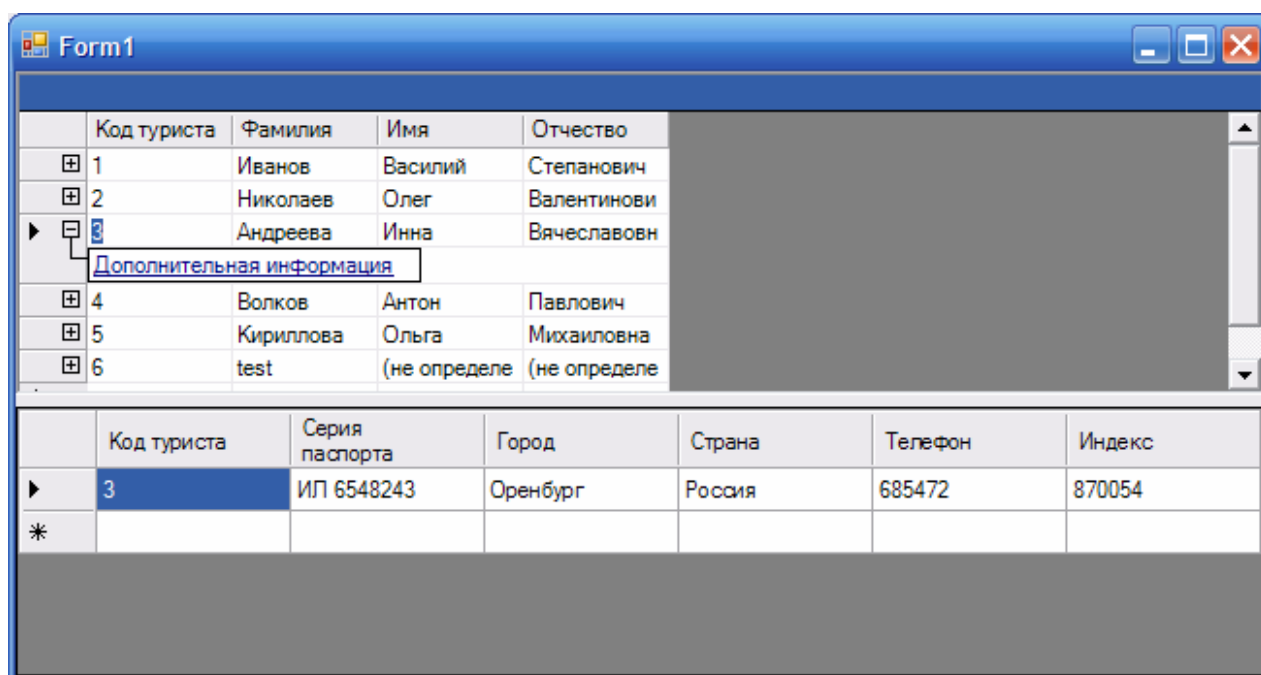 Form1
Код туриста Фамилия Имя Отчество
1 Иванов Василий Степанович
2 Николаев Олег Валентинови
3 Андреева Инна Вячеславовн
Дополнительная информация
4 Волков Антон Павлович
5 Кириллова Ольга Михаиловна
6 test (не определе (не определе
Код туриста Серия паспорта Город Страна Телефон Индекс
3 ИЛ 6548243 Оренбург Россия 685472 870054